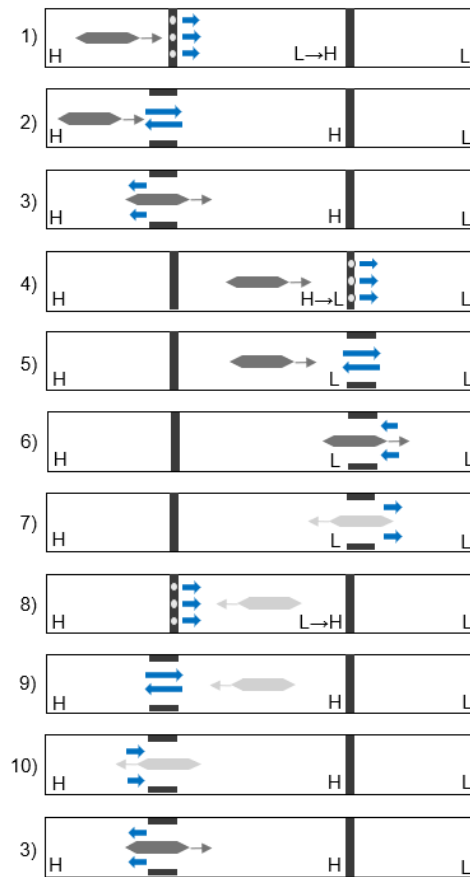 1) H L→H L
2) H H L
3) H H L
4) H H→L L
5) H L L
6) H L L
7) H L L
8) H L→H L
9) H H L
10) H H L
3) H H L